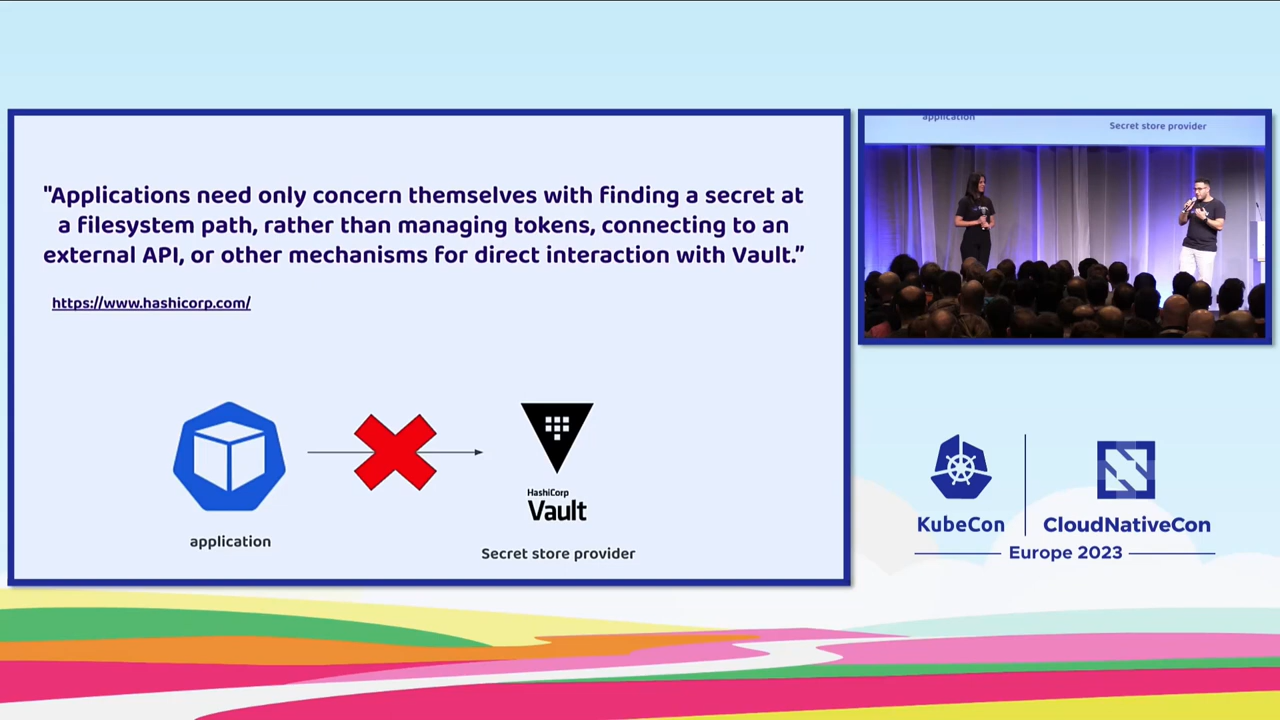 "Applications need only concern themselves with finding a secret at
a filesystem path, rather than managing tokens, connecting to an
external API, or other mechanisms for direct interaction with Vault.”
https://www.hashicorp.com/
application
HashiCorp
Vault
Secret store provider
application
Secret store provider
KubeCon
CloudNativeCon
Europe 2023